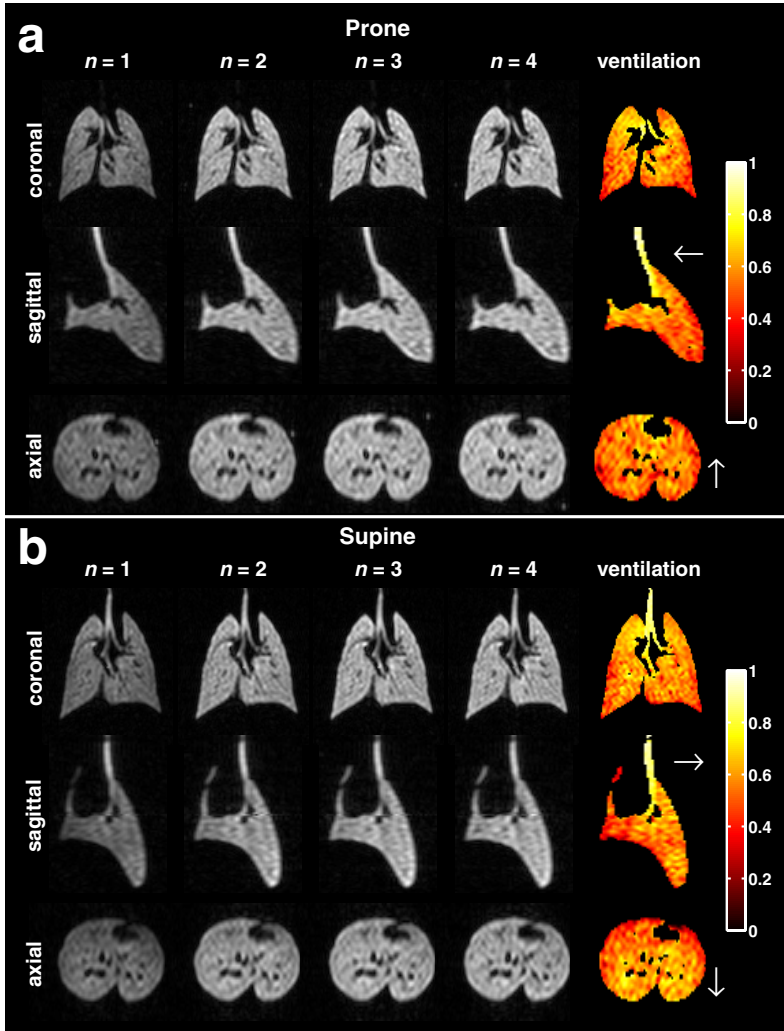 a
Prone
n = 1 n = 2 n = 3 n = 4 ventilation
coronal
sagittal
axial
1
0.8
0.6
0.4
0.2
0
b
Supine
n = 1 n = 2 n = 3 n = 4 ventilation
coronal
sagittal
axial
1
0.8
0.6
0.4
0.2
0